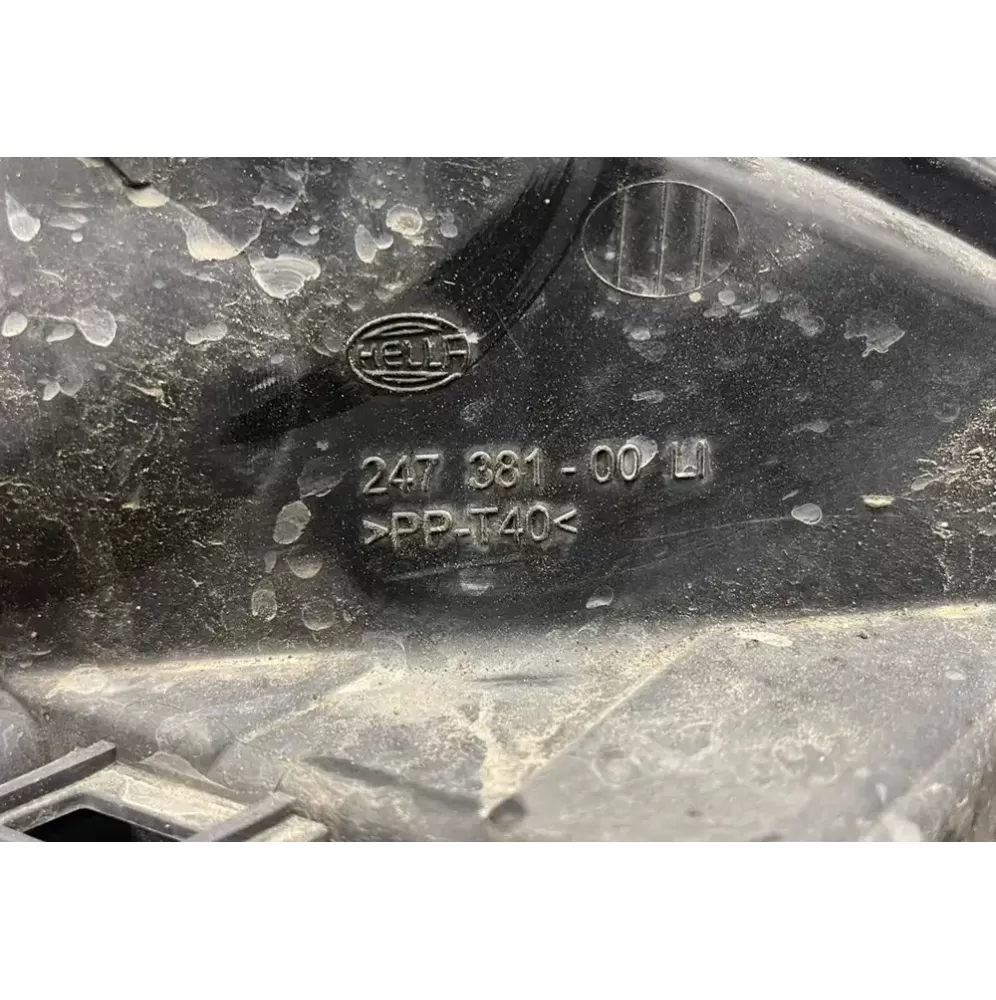 HELLA
247 381-00 LI
>PP-T40<